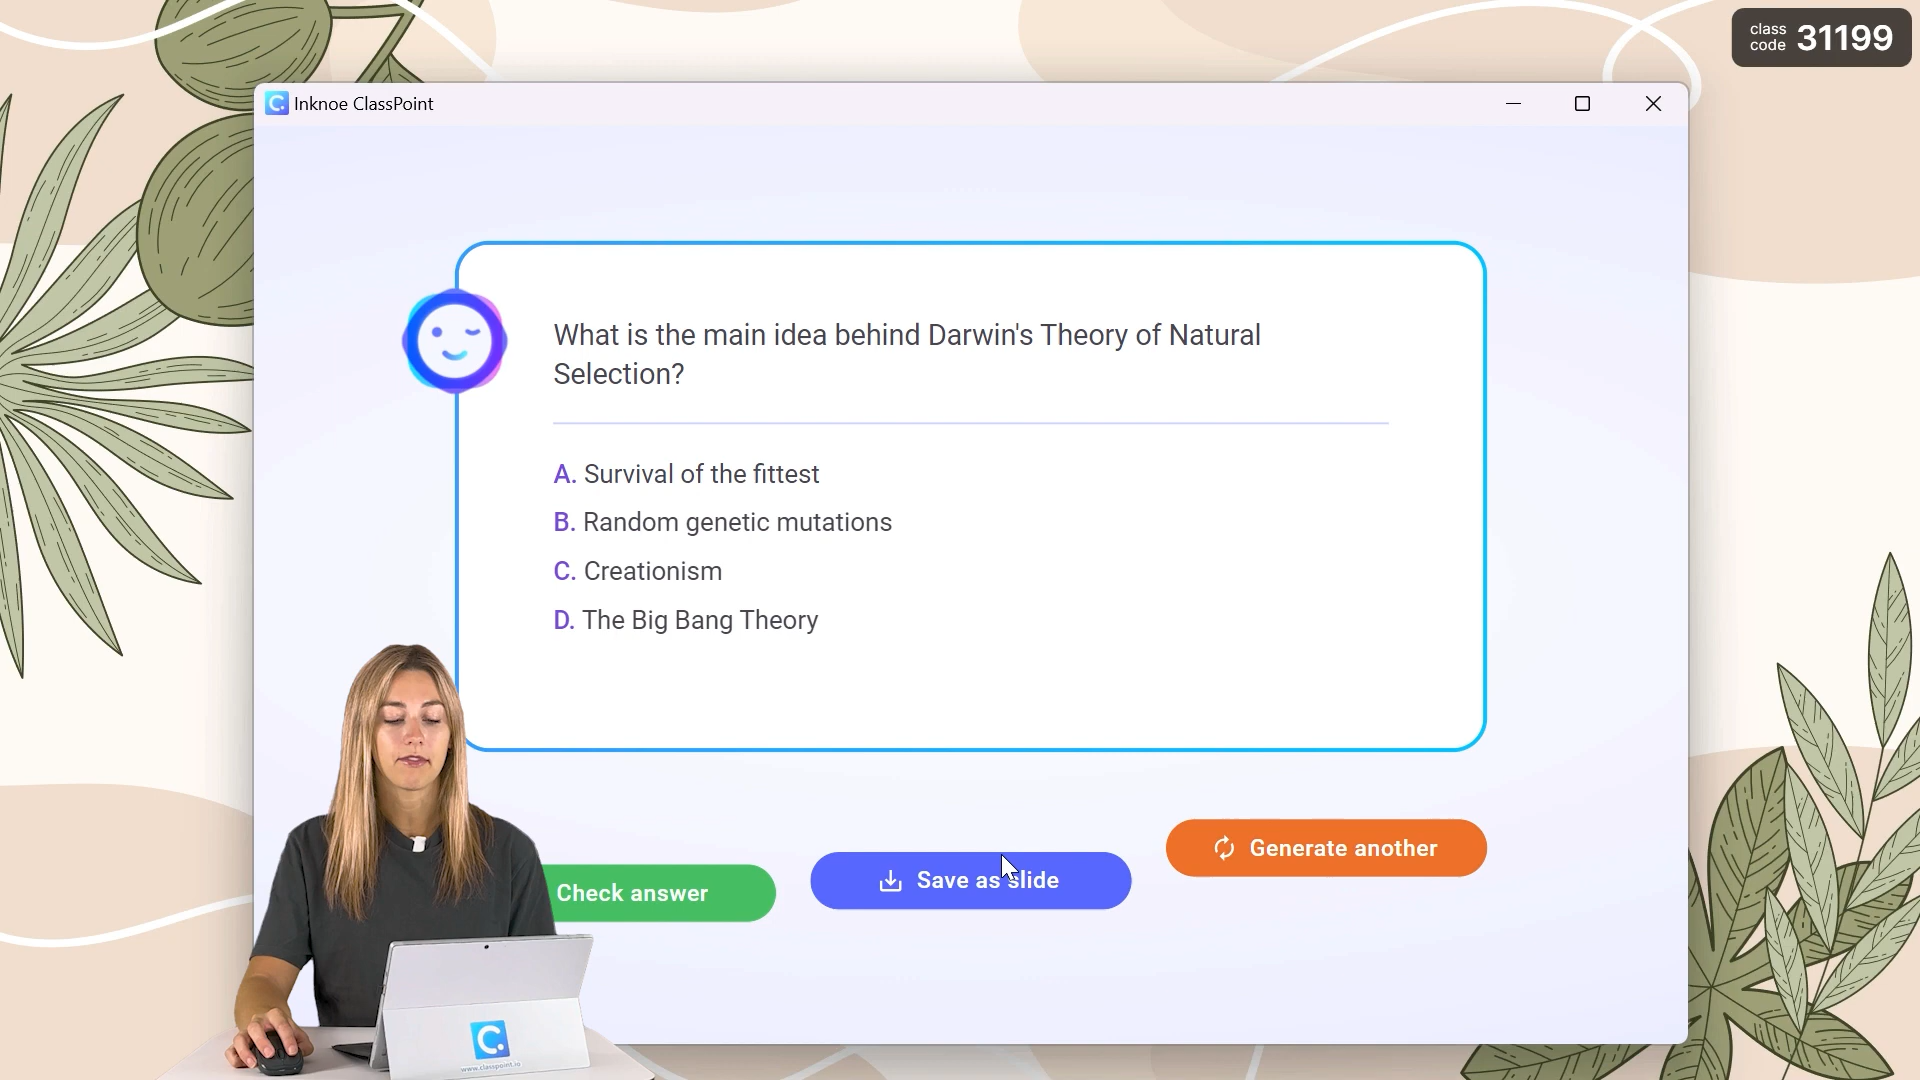 class
code 31199
Inknoe ClassPoint
What is the main idea behind Darwin's Theory of Natural
Selection?
A. Survival of the fittest
B. Random genetic mutations
C. Creationism
D. The Big Bang Theory
Check answer
Save as slide
Generate another
C.
www.classpoint.io